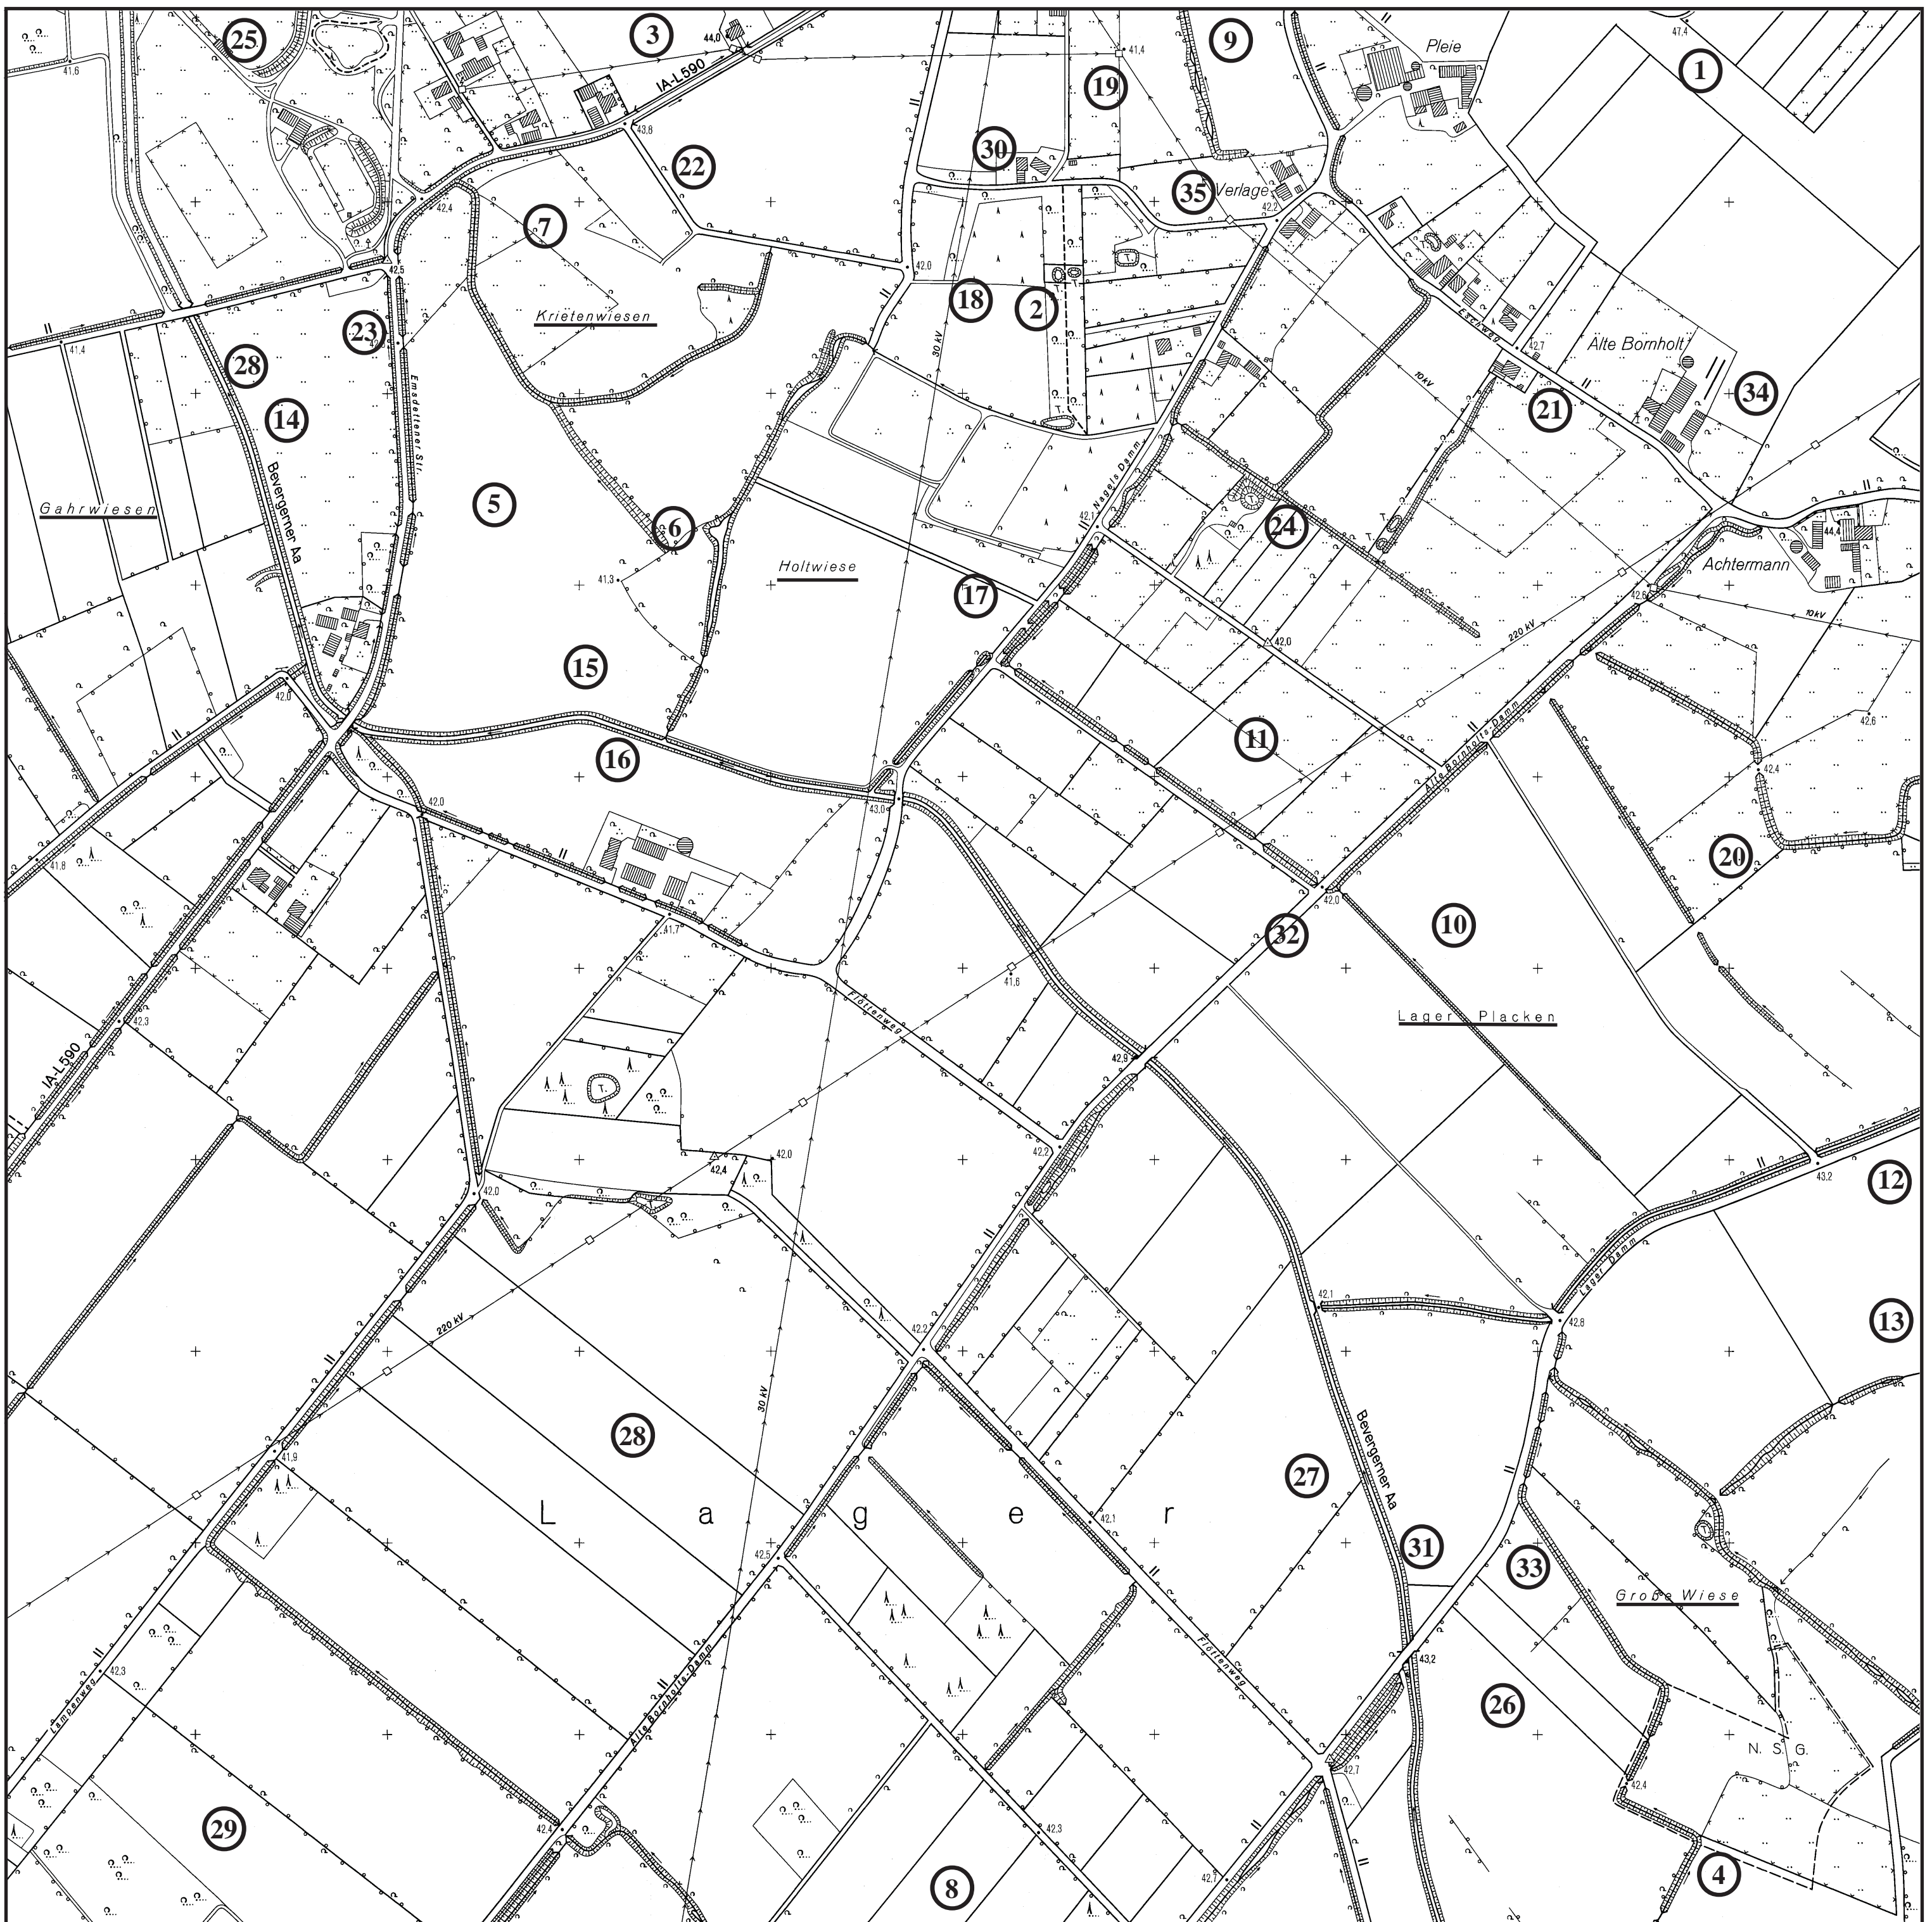 25
3
44,0
9
Pleie
47,4
1
41,6
IA-L590
41,4
19
43,8
30
22
35
Verlage
42,2
42,4
7
42,5
42,0
18
2
Krietenwiesen
30 kV
23
28
41,4
Eschweg
42,7
Alte Bornholt
10 kV
21
34
14
Emsdettener Str.
Bevergerner Aa
Gahrwiesen
5
6
Nagels Damm
42,1
24
44,4
Achtermann
Holtwiese
41,3
17
42,6
10 kV
220 kV
42,0
15
42,0
42,6
11
16
Alte Bornholts-Damm
42,4
42,0
43,0
41,8
20
42,0
32
10
41,7
41,6
Flöttenweg
Lager Placken
42,3
42,9
IA-L590
42,2
42,0
42,4
42,0
43,2
12
Lager Damm
42,1
42,8
13
220 kV
42,2
30 kV
28
Bevergerner Aa
27
41,9
L a g e r
42,1
42,5
31
33
Große Wiese
Flöttenweg
42,3
43,2
Lampenweg
Alte Bornholts-Damm
26
N. S. G.
42,7
42,4
29
42,4
42,3
42,7
8
4